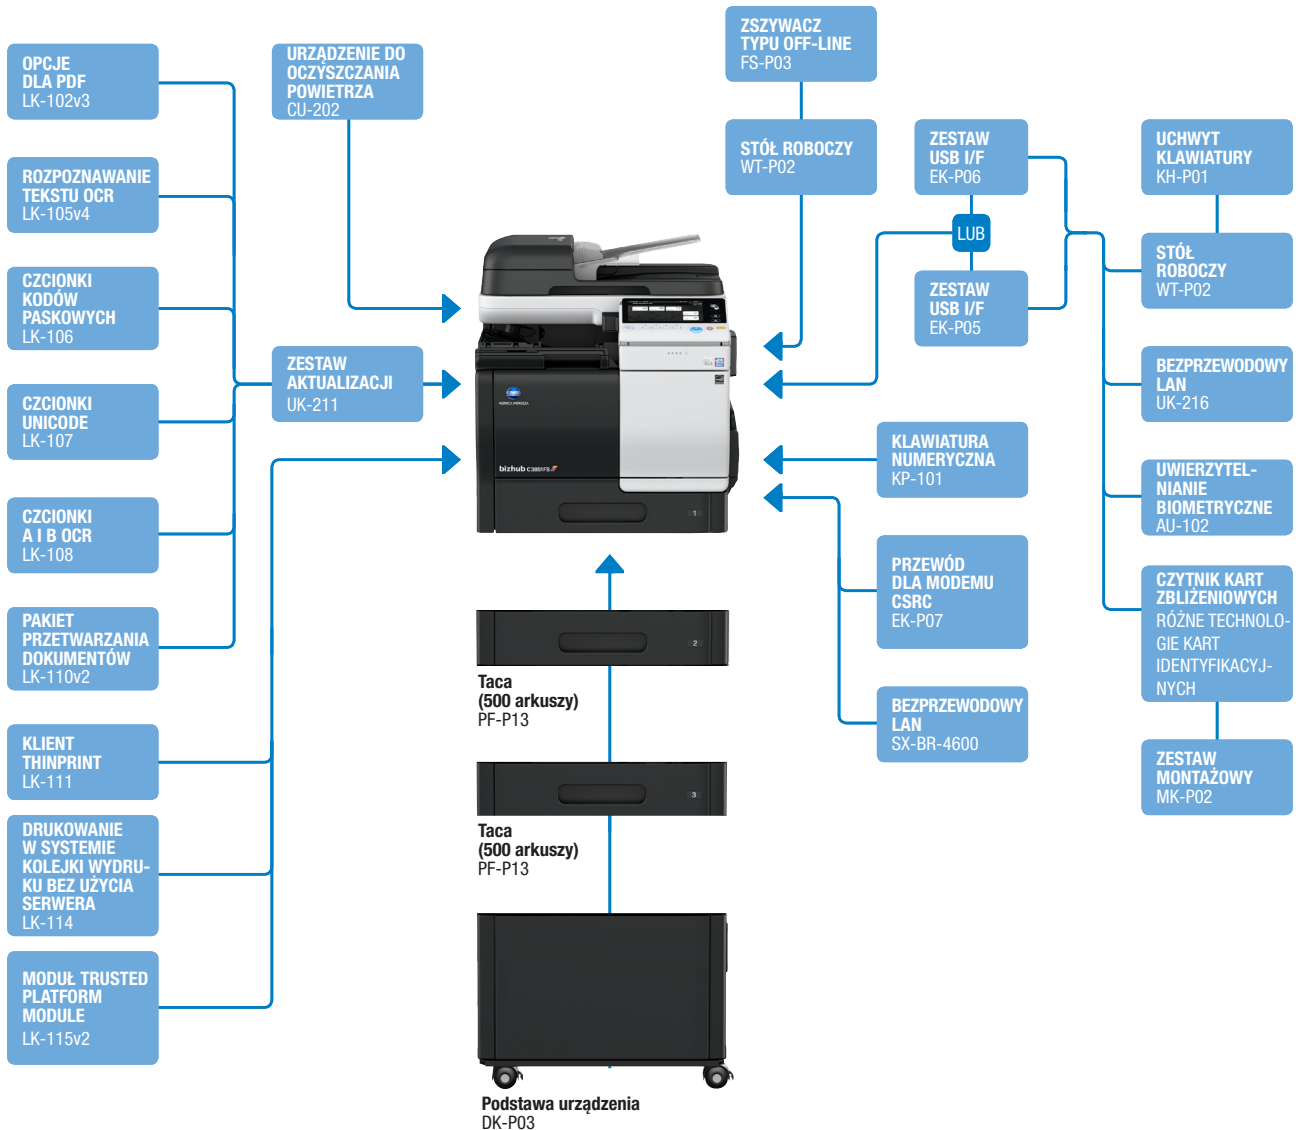 OPCJE
DLA PDF
LK-102v3
ROZPOZNAWANIE
TEKSTU OCR
LK-105v4
CZCIONKI
KODÓW
PASKOWYCH
LK-106
CZCIONKI
UNICODE
LK-107
CZCIONKI
A I B OCR
LK-108
PAKIET
PRZETWARZANIA
DOKUMENTÓW
LK-110v2
KLIENT
THINPRINT
LK-111
DRUKOWANIE
W SYSTEMIE
KOLEJKI WYDRU-
KU BEZ UŻYCIA
SERWERA
LK-114
MODUŁ TRUSTED
PLATFORM
MODULE
LK-115v2
URZĄDZENIE DO
OCZYSZCZANIA
POWIETRZA
CU-202
ZESTAW
AKTUALIZACJI
UK-211
KONICA MINOLTA
bizhub C3851FS
1
2
Taca
(500 arkuszy)
PF-P13
3
Taca
(500 arkuszy)
PF-P13
Podstawa urządzenia
DK-P03
ZSZYWACZ
TYPU OFF-LINE
FS-P03
STÓŁ ROBOCZY
WT-P02
ZESTAW
USB I/F
EK-P06
LUB
ZESTAW
USB I/F
EK-P05
KLAWIATURA
NUMERYCZNA
KP-101
PRZEWÓD
DLA MODEMU
CSRC
EK-P07
BEZPRZEWODOWY
LAN
SX-BR-4600
UCHWYT
KLAWIATURY
KH-P01
STÓŁ
ROBOCZY
WT-P02
BEZPRZEWODOWY
LAN
UK-216
UWIERZYTEL-
NIANIE
BIOMETRYCZNE
AU-102
CZYTNIK KART
ZBLIŻENIOWYCH
RÓŻNE TECHNOLO-
GIE KART
IDENTYFIKACYJ-
NYCH
ZESTAW
MONTAŻOWY
MK-P02